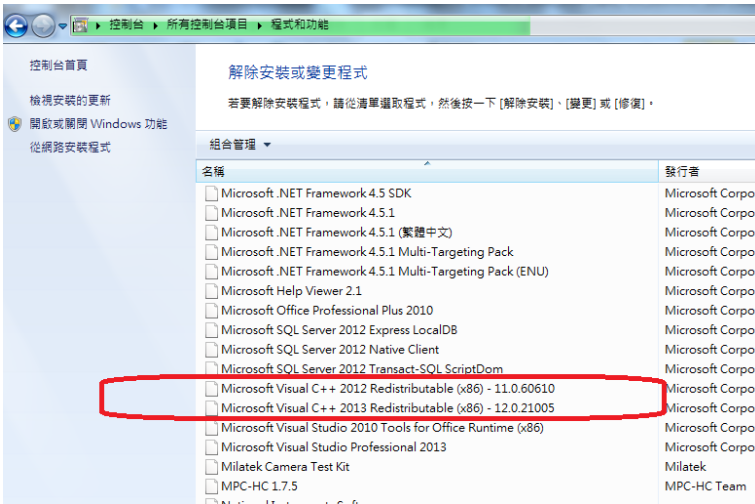 控制台 ▸ 所有控制台項目 ▸ 程式和功能
控制台首頁
檢視安裝的更新
開啟或關閉 Windows 功能
從網路安裝程式
解除安裝或變更程式
若要解除安裝程式，請從清單選取程式，然後按一下 [解除安裝]、[變更] 或 [修復]。
組合管理 ▼
名稱 發行者
Microsoft .NET Framework 4.5 SDK Microsoft Corpo
Microsoft .NET Framework 4.5.1 Microsoft Corpo
Microsoft .NET Framework 4.5.1 (繁體中文) Microsoft Corpo
Microsoft .NET Framework 4.5.1 Multi-Targeting Pack Microsoft Corpo
Microsoft .NET Framework 4.5.1 Multi-Targeting Pack (ENU) Microsoft Corpo
Microsoft Help Viewer 2.1 Microsoft Corpo
Microsoft Office Professional Plus 2010 Microsoft Corpo
Microsoft SQL Server 2012 Express LocalDB Microsoft Corpo
Microsoft SQL Server 2012 Native Client Microsoft Corpo
Microsoft SQL Server 2012 Transact-SQL ScriptDom Microsoft Corpo
Microsoft Visual C++ 2012 Redistributable (x86) - 11.0.60610 Microsoft Corpo
Microsoft Visual C++ 2013 Redistributable (x86) - 12.0.21005 Microsoft Corpo
Microsoft Visual Studio 2010 Tools for Office Runtime (x86) Microsoft Corpo
Microsoft Visual Studio Professional 2013 Microsoft Corpo
Milatek Camera Test Kit Milatek
MPC-HC 1.7.5 MPC-HC Team